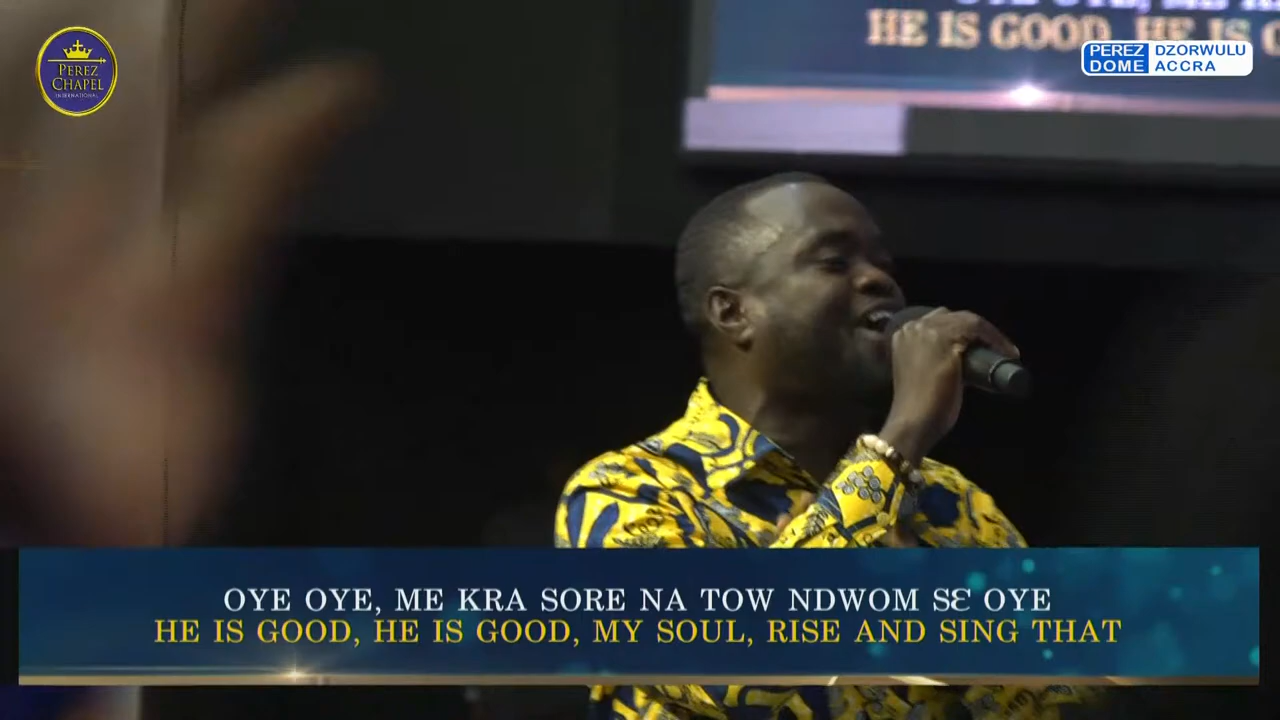 PEREZ
CHAPEL
INTERNATIONAL
HE IS GOOD, HE IS
PEREZ DOME
DZORWULU ACCRA
OYE OYE, ME KRA SORE NA TOW NDWOM SƐ OYE
HE IS GOOD, HE IS GOOD, MY SOUL, RISE AND SING THAT